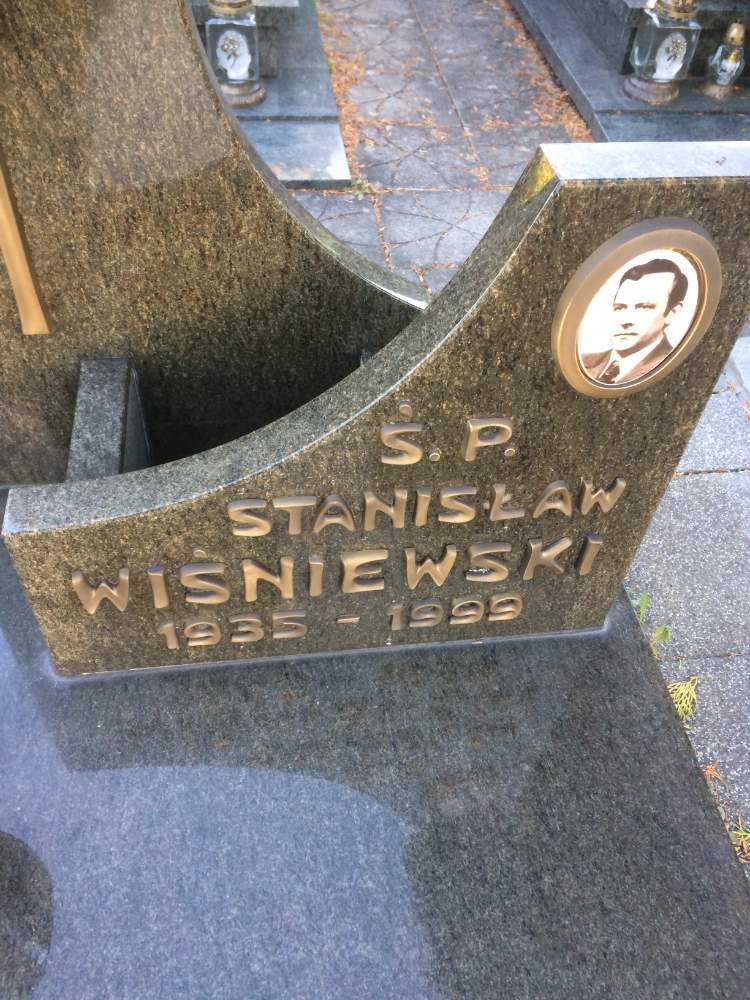 Ś. P.
STANISŁAW
WIŚNIEWSKI
1935 - 1999